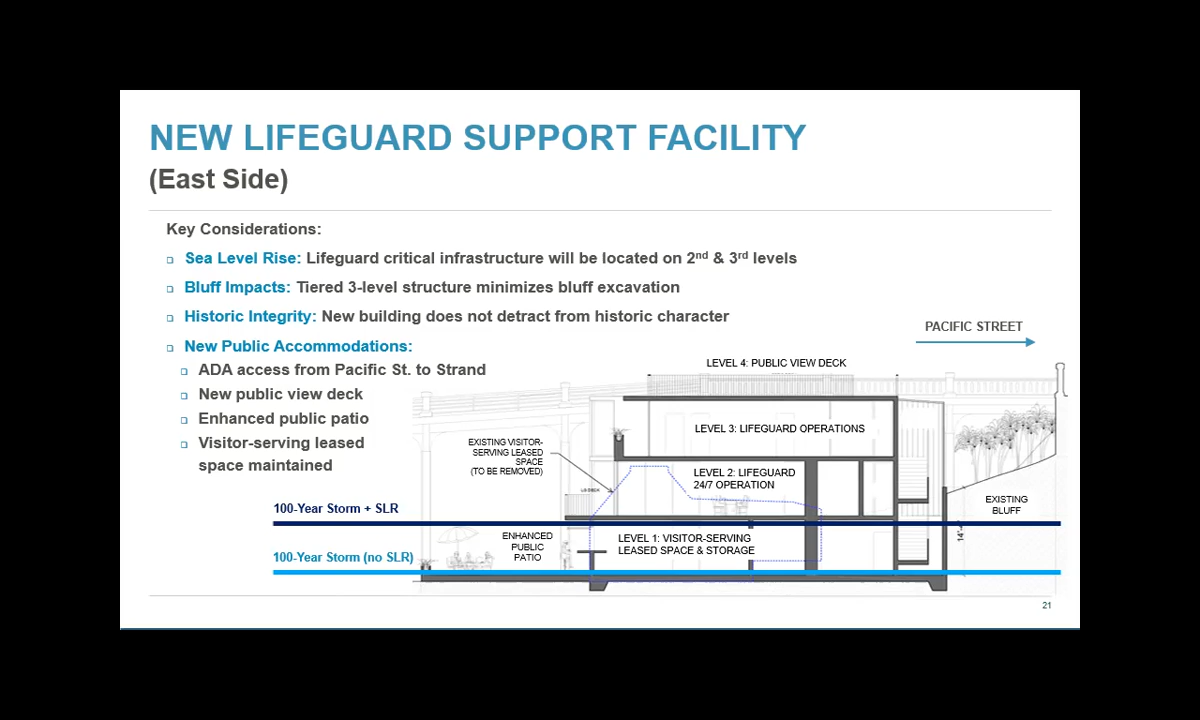 NEW LIFEGUARD SUPPORT FACILITY
(East Side)
Key Considerations:
Sea Level Rise: Lifeguard critical infrastructure will be located on 2nd & 3rd levels
Bluff Impacts: Tiered 3-level structure minimizes bluff excavation
Historic Integrity: New building does not detract from historic character
New Public Accommodations:
ADA access from Pacific St. to Strand
New public view deck
Enhanced public patio
Visitor-serving leased
space maintained
PACIFIC STREET
LEVEL 4: PUBLIC VIEW DECK
LEVEL 3: LIFEGUARD OPERATIONS
EXISTING VISITOR-
SERVING LEASED
SPACE
(TO BE REMOVED)
LEVEL 2: LIFEGUARD
24/7 OPERATION
EXISTING
BLUFF
100-Year Storm + SLR
ENHANCED
PUBLIC
PATIO
LEVEL 1: VISITOR-SERVING
LEASED SPACE & STORAGE
100-Year Storm (no SLR)
21